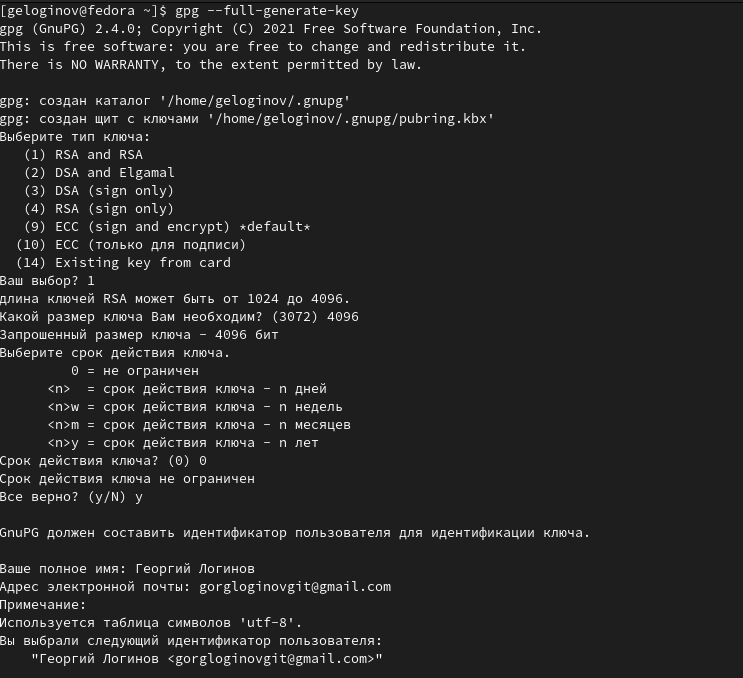 [geloginov@fedora ~]$ gpg --full-generate-key
gpg (GnuPG) 2.4.0; Copyright (C) 2021 Free Software Foundation, Inc.
This is free software: you are free to change and redistribute it.
There is NO WARRANTY, to the extent permitted by law.

gpg: создан каталог '/home/geloginov/.gnupg'
gpg: создан щит с ключами '/home/geloginov/.gnupg/pubring.kbx'
Выберите тип ключа:
   (1) RSA and RSA
   (2) DSA and Elgamal
   (3) DSA (sign only)
   (4) RSA (sign only)
   (9) ECC (sign and encrypt) *default*
  (10) ECC (только для подписи)
  (14) Existing key from card
Ваш выбор? 1
длина ключей RSA может быть от 1024 до 4096.
Какой размер ключа Вам необходим? (3072) 4096
Запрошенный размер ключа - 4096 бит
Выберите срок действия ключа.
         0 = не ограничен
      <n>  = срок действия ключа - n дней
      <n>w = срок действия ключа - n недель
      <n>m = срок действия ключа - n месяцев
      <n>y = срок действия ключа - n лет
Срок действия ключа? (0) 0
Срок действия ключа не ограничен
Все верно? (y/N) y

GnuPG должен составить идентификатор пользователя для идентификации ключа.

Ваше полное имя: Георгий Логинов
Адрес электронной почты: gorgloginovgit@gmail.com
Примечание:
Используется таблица символов 'utf-8'.
Вы выбрали следующий идентификатор пользователя:
    "Георгий Логинов <gorgloginovgit@gmail.com>"